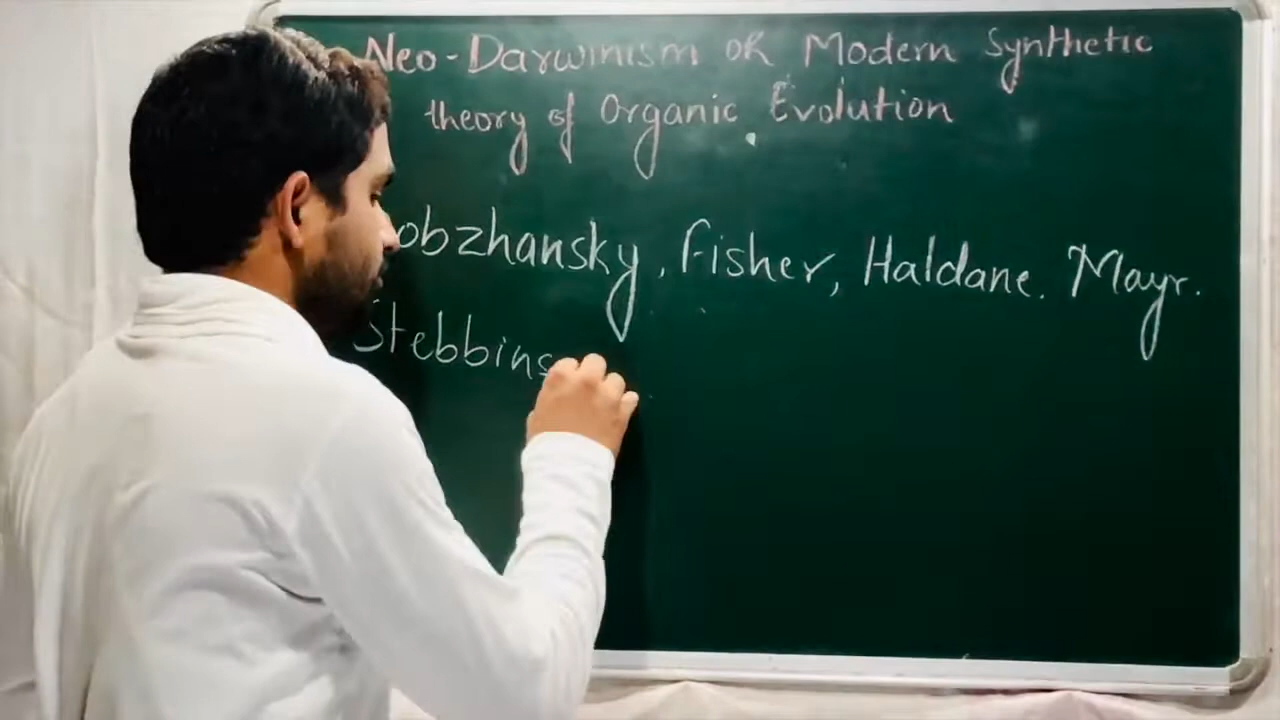 Neo-Darwinism OR Modern Synthetic
theory of Organic Evolution
obzhansky, Fisher, Haldane. Mayr.
Stebbins